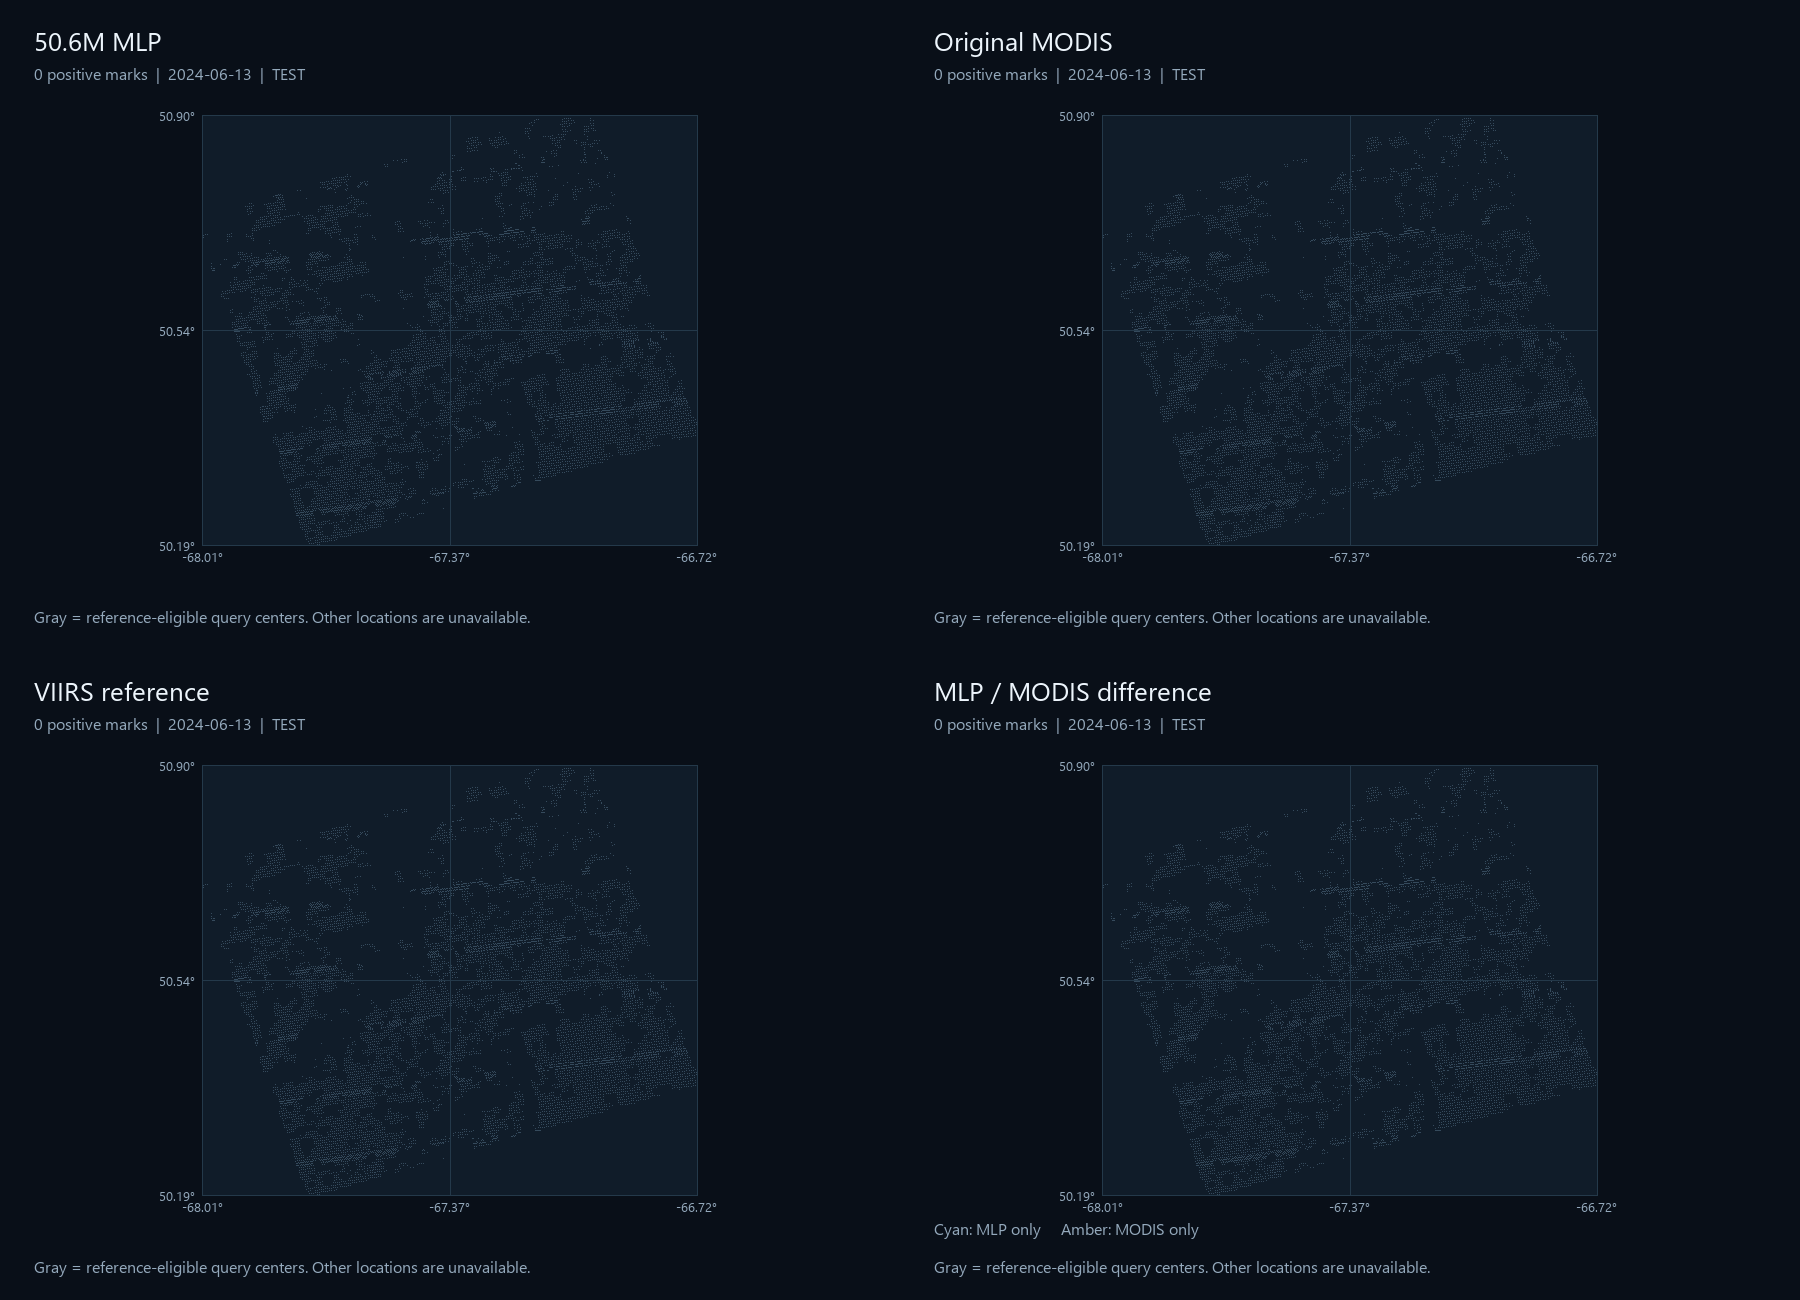 50.6M MLP
0 positive marks | 2024-06-13 | TEST
50.90°
50.54°
50.19°
-68.01°
-67.37°
-66.72°
Gray = reference-eligible query centers. Other locations are unavailable.
Original MODIS
0 positive marks | 2024-06-13 | TEST
50.90°
50.54°
50.19°
-68.01°
-67.37°
-66.72°
Gray = reference-eligible query centers. Other locations are unavailable.
VIIRS reference
0 positive marks | 2024-06-13 | TEST
50.90°
50.54°
50.19°
-68.01°
-67.37°
-66.72°
Gray = reference-eligible query centers. Other locations are unavailable.
MLP / MODIS difference
0 positive marks | 2024-06-13 | TEST
50.90°
50.54°
50.19°
-68.01°
-67.37°
-66.72°
Cyan: MLP only Amber: MODIS only
Gray = reference-eligible query centers. Other locations are unavailable.